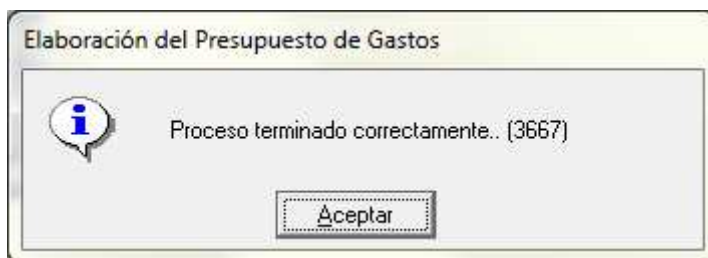 Elaboración del Presupuesto de Gastos
Proceso terminado correctamente.. (3667)
Aceptar